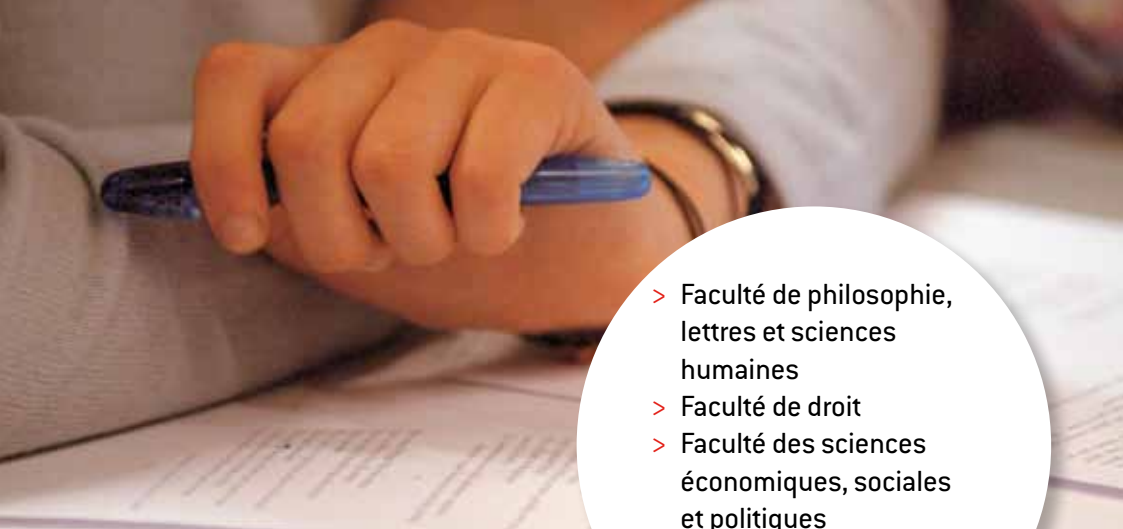 > Faculté de philosophie,
lettres et sciences
humaines
> Faculté de droit
> Faculté des sciences
économiques, sociales
et politiques